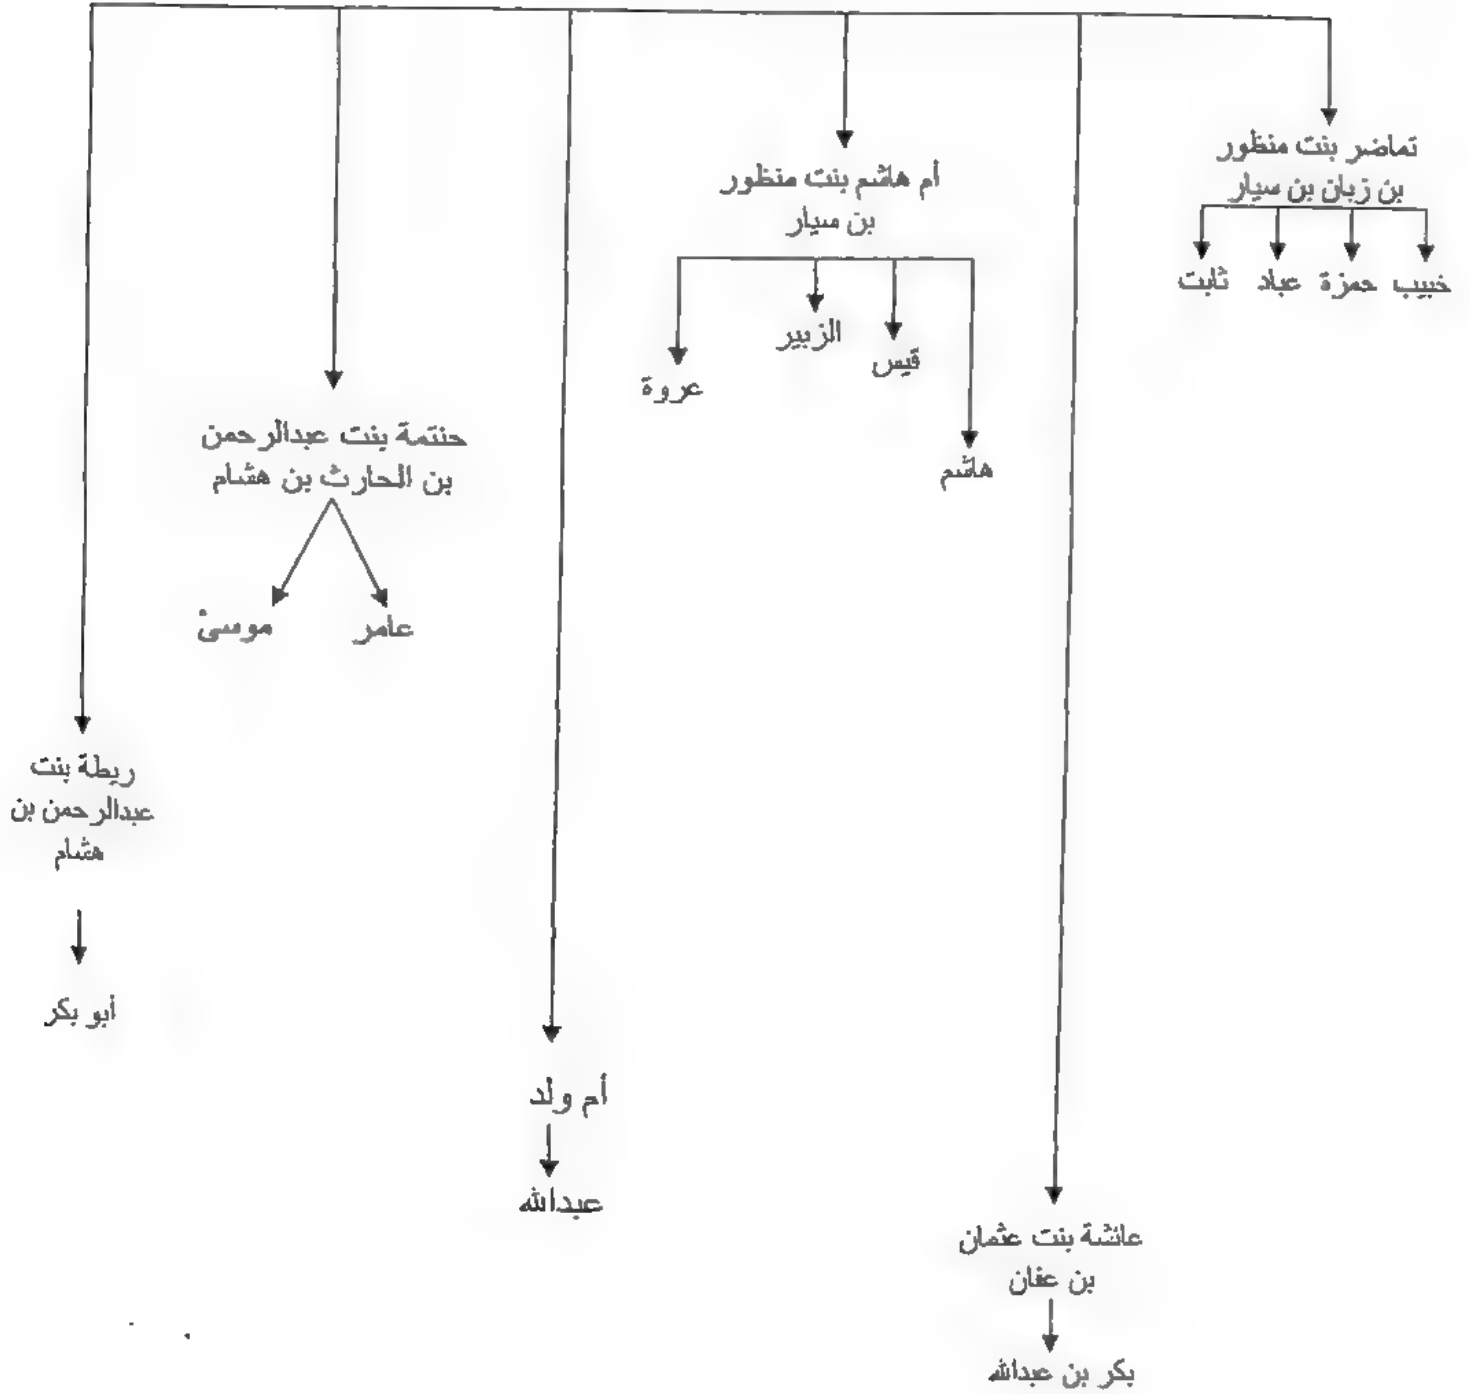 تماضر بنت منظور
بن زبان بن سيار
خبيب حمزة عباد ثابت
أم هاشم بنت منظور
بن سيار
الزبير
قيس
عروة
هاشم
حنتمة بنت عبدالرحمن
بن الحارث بن هشام
عامر
موسىٰ
ريطة بنت
عبدالرحمن بن
هشام
أبو بكر
أم ولد
عبدالله
عائشة بنت عثمان
بن عفان
بكر بن عبدالله